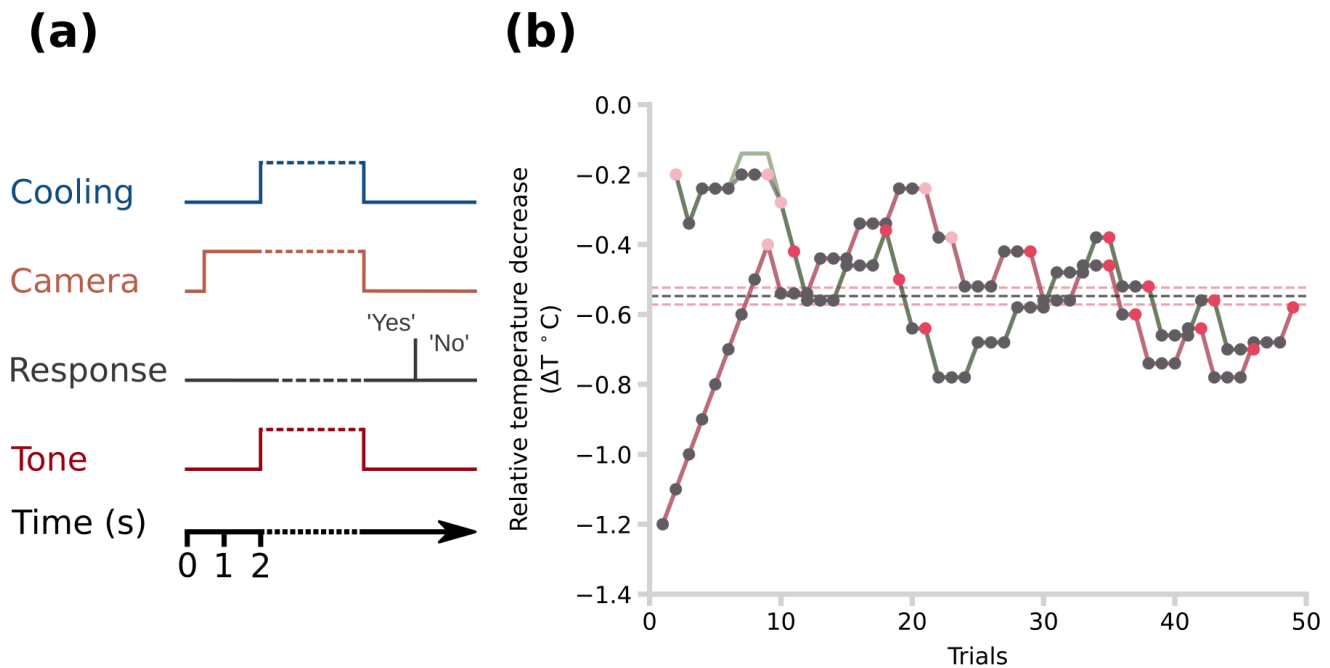 (a)
Cooling
Camera
'Yes'
'No'
Response
Tone
Time (s)
0 1 2
(b)
Relative temperature decrease
(ΔT °C)
0.0
−0.2
−0.4
−0.6
−0.8
−1.0
−1.2
−1.4
0 10 20 30 40 50
Trials